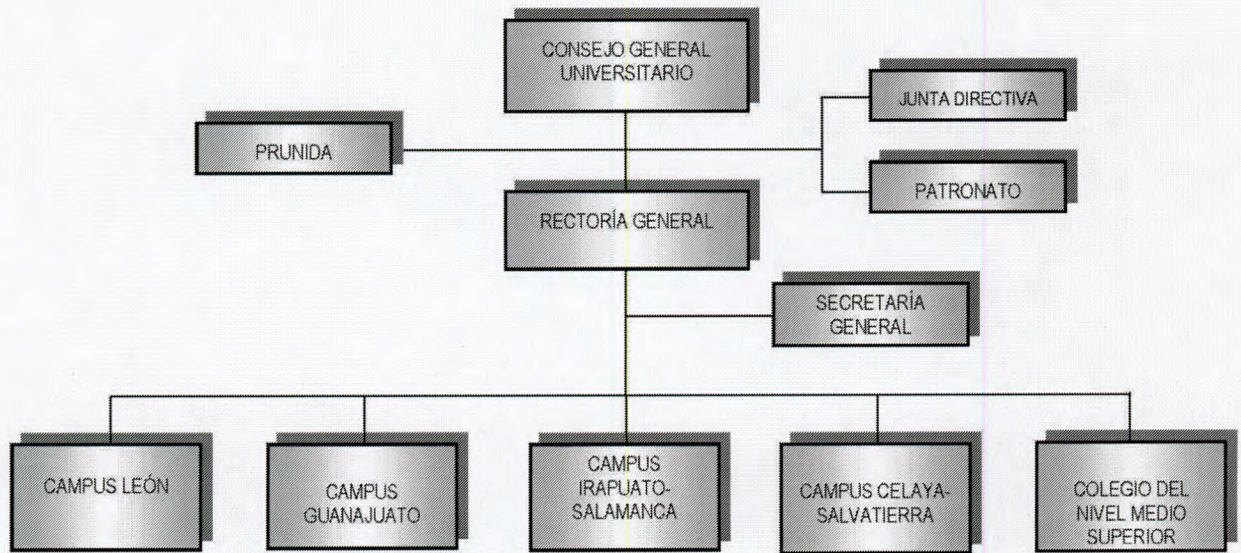 CONSEJO GENERAL
UNIVERSITARIO
JUNTA DIRECTIVA
PRUNIDA
PATRONATO
RECTORÍA GENERAL
SECRETARÍA
GENERAL
CAMPUS LEÓN
CAMPUS
GUANAJUATO
CAMPUS
IRAPUATO-
SALAMANCA
CAMPUS CELAYA-
SALVATIERRA
COLEGIO DEL
NIVEL MEDIO
SUPERIOR